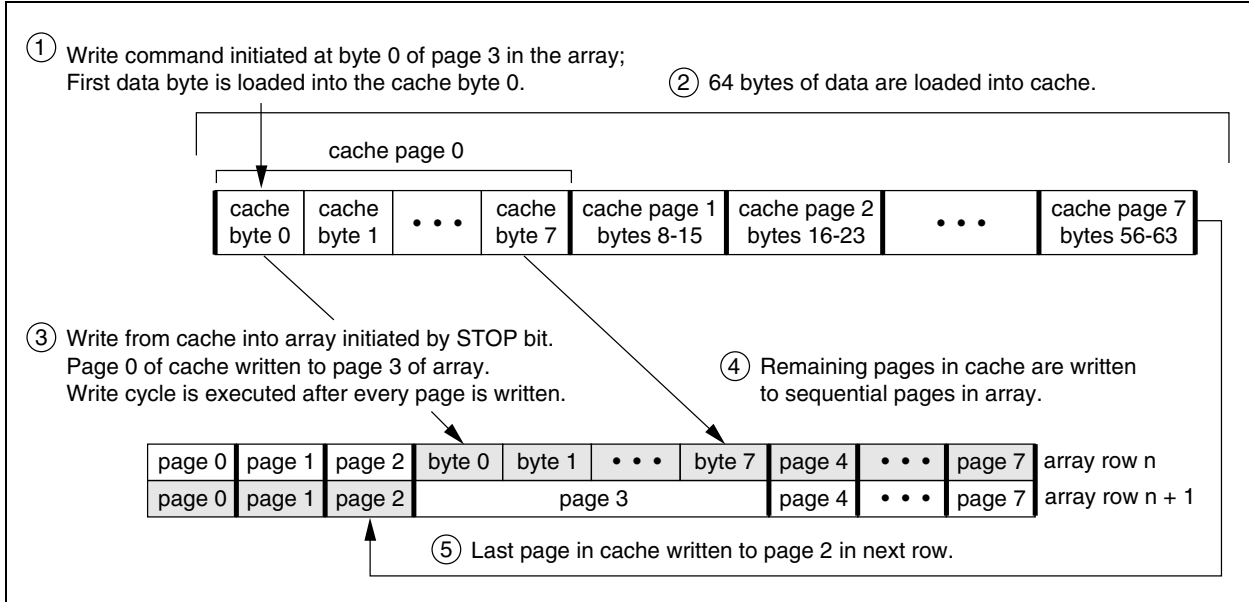 ① Write command initiated at byte 0 of page 3 in the array;
First data byte is loaded into the cache byte 0.
② 64 bytes of data are loaded into cache.
cache page 0
cache byte 0
cache byte 1
• • •
cache byte 7
cache page 1 bytes 8-15
cache page 2 bytes 16-23
• • •
cache page 7 bytes 56-63
③ Write from cache into array initiated by STOP bit.
Page 0 of cache written to page 3 of array.
Write cycle is executed after every page is written.
④ Remaining pages in cache are written
to sequential pages in array.
page 0 page 1 page 2 byte 0 byte 1 • • • byte 7 page 4 • • • page 7 array row n
page 0 page 1 page 2 page 3 page 4 • • • page 7 array row n + 1
⑤ Last page in cache written to page 2 in next row.